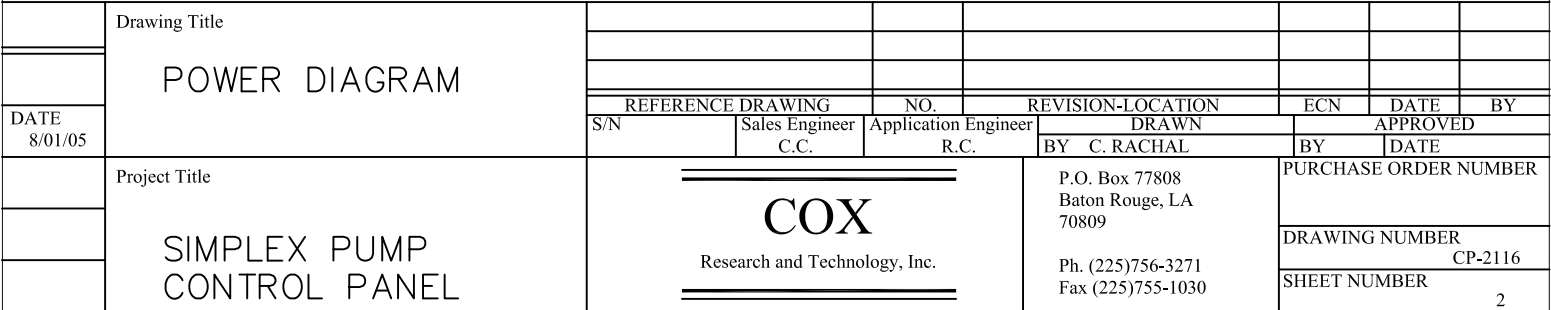 Drawing Title
POWER DIAGRAM
REFERENCE DRAWING NO. REVISION-LOCATION ECN DATE BY
DATE
8/01/05
S/N Sales Engineer Application Engineer DRAWN APPROVED
C.C. R.C. BY C. RACHAL BY DATE
Project Title
SIMPLEX PUMP
CONTROL PANEL
COX
Research and Technology, Inc.
P.O. Box 77808
Baton Rouge, LA
70809
Ph. (225)756-3271
Fax (225)755-1030
PURCHASE ORDER NUMBER
DRAWING NUMBER
CP-2116
SHEET NUMBER
2